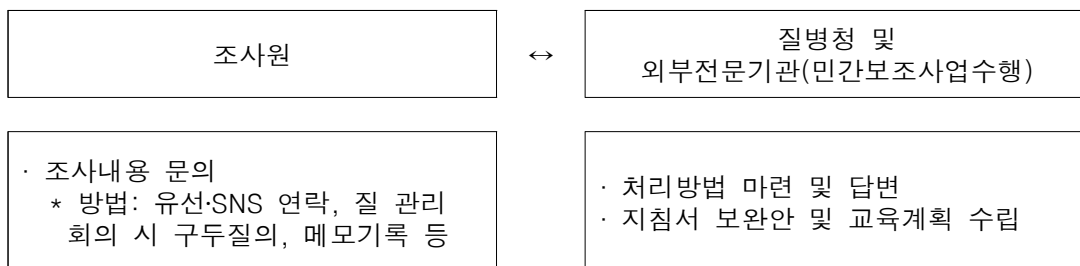 조사원
↔
질병청 및
외부전문기관(민간보조사업수행)
· 조사내용 문의
* 방법: 유선·SNS 연락, 질 관리
회의 시 구두질의, 메모기록 등
· 처리방법 마련 및 답변
· 지침서 보완안 및 교육계획 수립